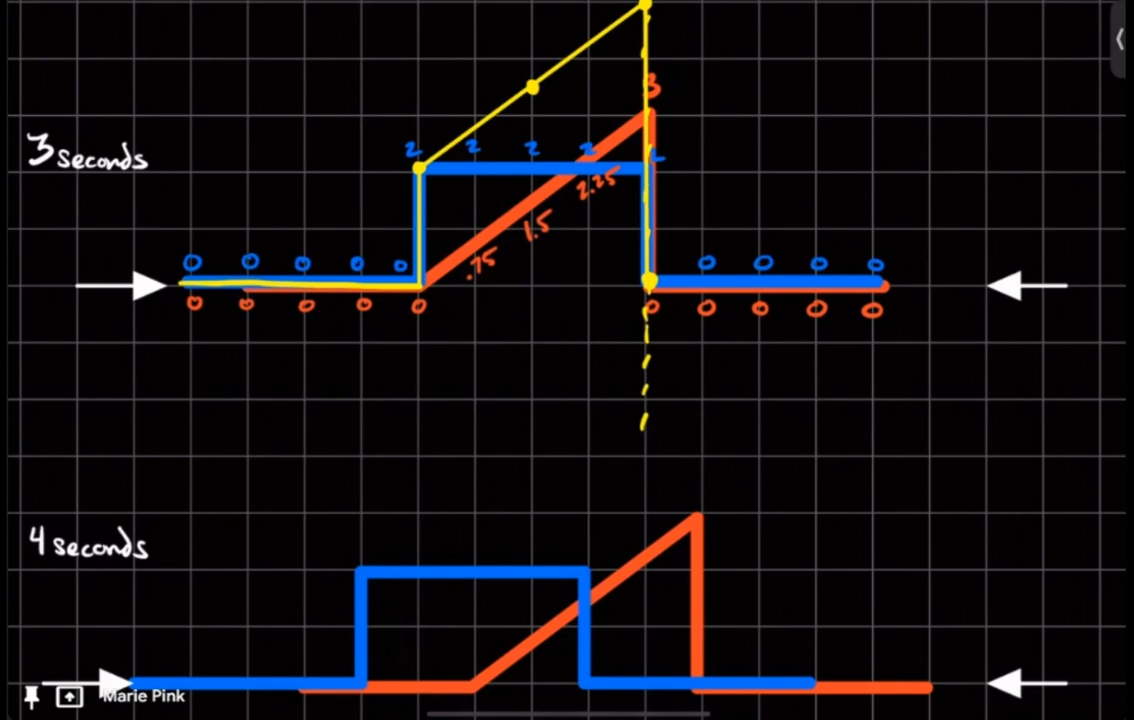 3
3 seconds
2 2 2 2 2
2.25
1.5
.75
0 0 0 0 0 0 0 0 0
0 0 0 0 0 0 0 0 0 0
4 seconds
Marie Pink